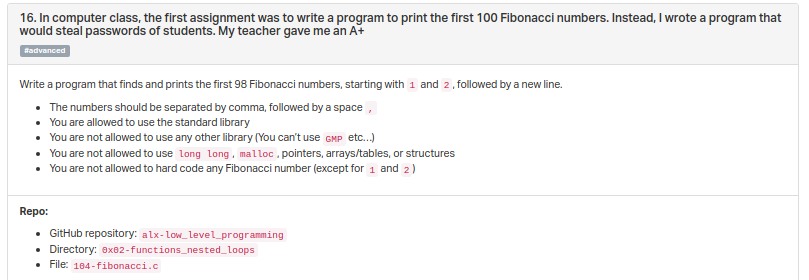 16. In computer class, the first assignment was to write a program to print the first 100 Fibonacci numbers. Instead, I wrote a program that
would steal passwords of students. My teacher gave me an A+
#advanced
Write a program that finds and prints the first 98 Fibonacci numbers, starting with 1 and 2, followed by a new line.
• The numbers should be separated by comma, followed by a space ,
• You are allowed to use the standard library
• You are not allowed to use any other library (You can't use GMP etc...)
• You are not allowed to use long long, malloc, pointers, arrays/tables, or structures
• You are not allowed to hard code any Fibonacci number (except for 1 and 2)
Repo:
• GitHub repository: alx-low_level_programming
• Directory: 0x02-functions_nested_loops
• File: 104-fibonacci.c